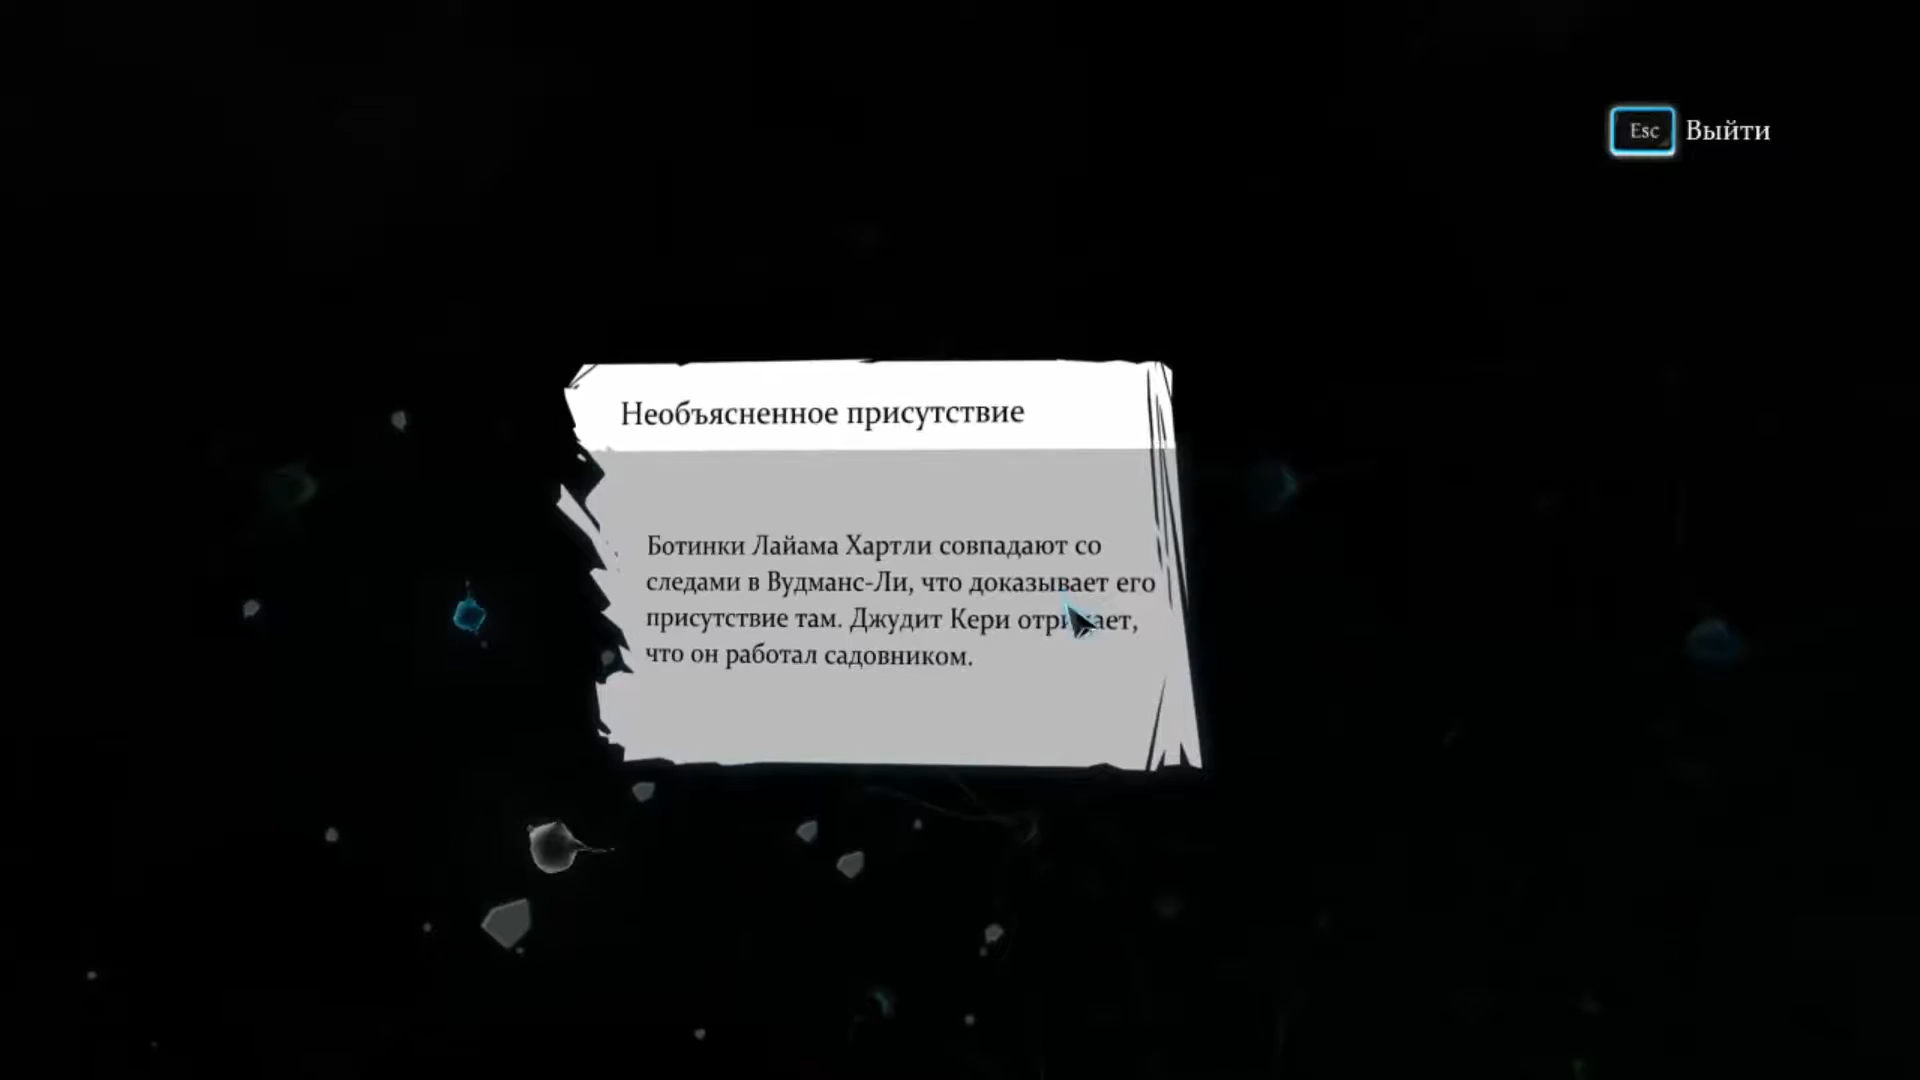 Esc Выйти
Необъясненное присутствие
Ботинки Лайама Хартли совпадают со
следами в Вудманс-Ли, что доказывает его
присутствие там. Джудит Кери отрицает,
что он работал садовником.